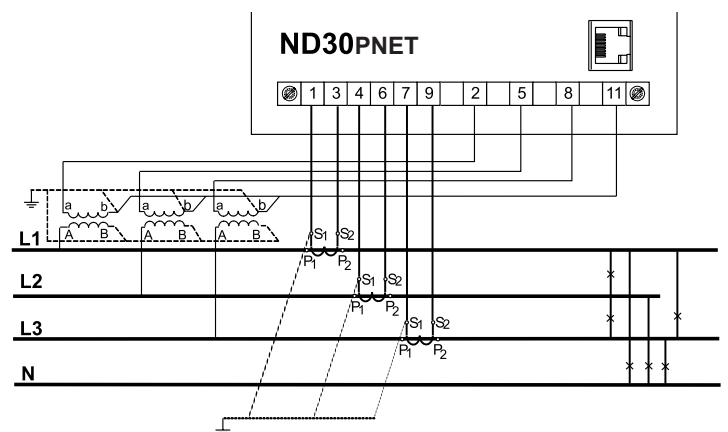 ND30PNET
1 3 4 6 7 9 2 5 8 11
a b a b a b
A B A B A B
S1 S2
L1
P1 P2
S1 S2
L2
P1 P2
S1 S2
L3
P1 P2
N